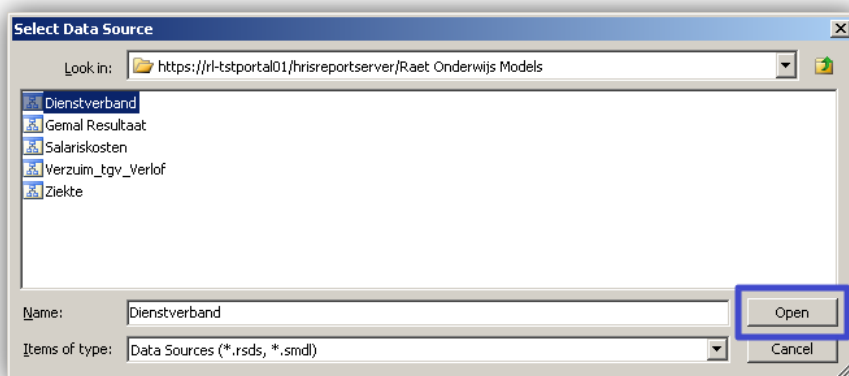 Select Data Source
Look in: https://rl-tstportal01/hrisreportserver/Raet Onderwijs Models
Dienstverband
Gemal Resultaat
Salariskosten
Verzuim_tgv_Verlof
Ziekte
Name: Dienstverband Open
Items of type: Data Sources (*.rsds, *.smdl) Cancel